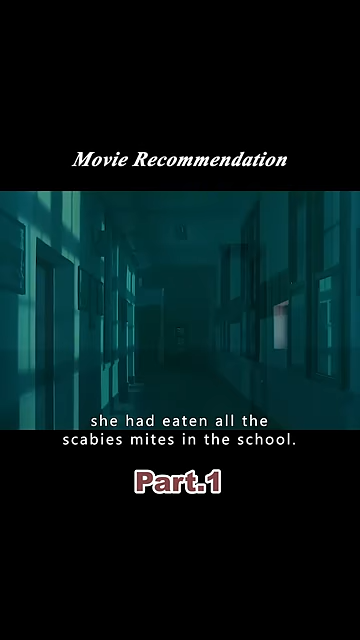 Movie Recommendation
she had eaten all the
scabies mites in the school.
Part.1